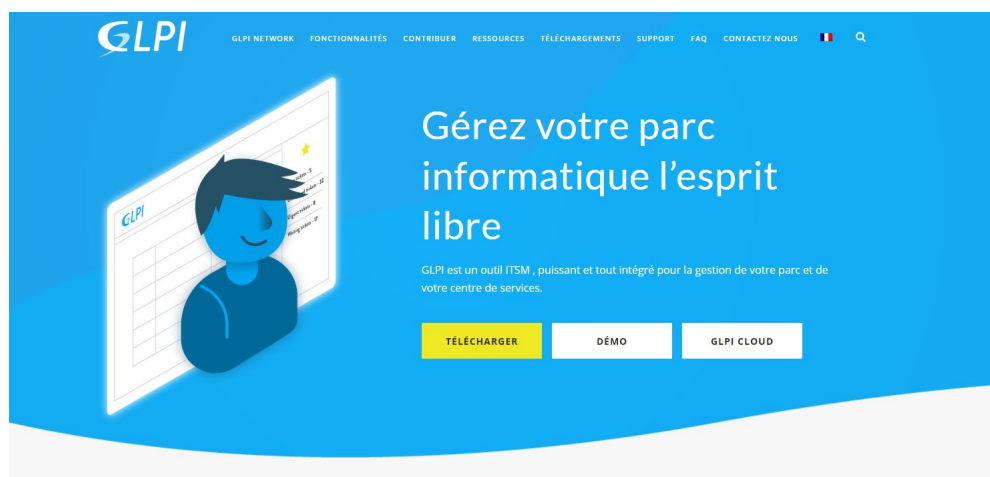 GLPI
GLPI NETWORK FONCTIONNALITÉS CONTRIBUER RESSOURCES TÉLÉCHARGEMENTS SUPPORT FAQ CONTACTEZ NOUS
Gérez votre parc
informatique l’esprit
libre
GLPI est un outil ITSM , puissant et tout intégré pour la gestion de votre parc et de
votre centre de services.
TÉLÉCHARGER DÉMO GLPI CLOUD
GLPI